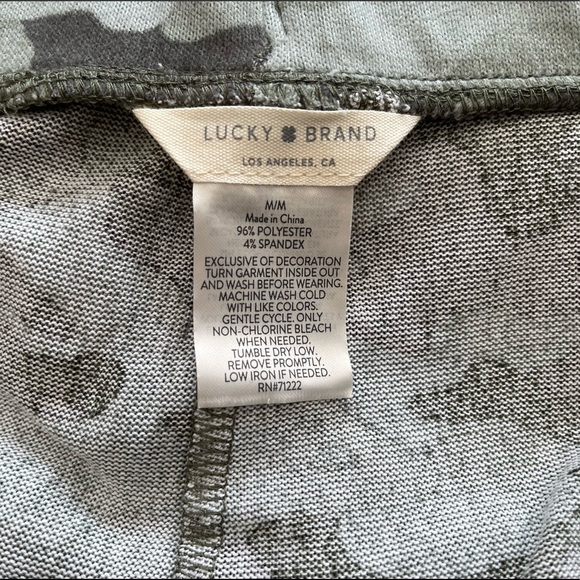 LUCKY BRAND
LOS ANGELES, CA
M/M
Made in China
96% POLYESTER
4% SPANDEX
EXCLUSIVE OF DECORATION
TURN GARMENT INSIDE OUT
AND WASH BEFORE WEARING.
MACHINE WASH COLD
WITH LIKE COLORS.
GENTLE CYCLE. ONLY
NON-CHLORINE BLEACH
WHEN NEEDED.
TUMBLE DRY LOW.
REMOVE PROMPTLY.
LOW IRON IF NEEDED.
RN#71222